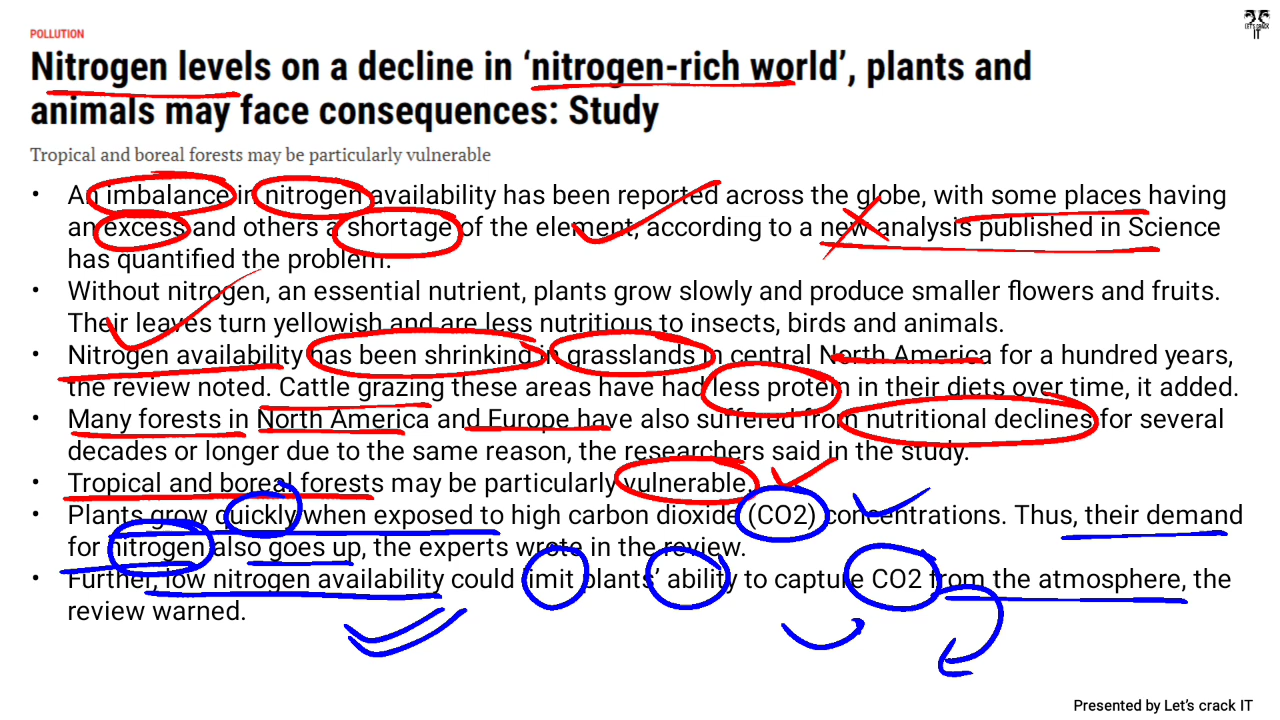 POLLUTION
LET'S CRACK
IT
Nitrogen levels on a decline in ‘nitrogen-rich world’, plants and
animals may face consequences: Study
Tropical and boreal forests may be particularly vulnerable
• An imbalance in nitrogen availability has been reported across the globe, with some places having
an excess and others a shortage of the element, according to a new analysis published in Science
has quantified the problem.
• Without nitrogen, an essential nutrient, plants grow slowly and produce smaller flowers and fruits.
Their leaves turn yellowish and are less nutritious to insects, birds and animals.
• Nitrogen availability has been shrinking in grasslands in central North America for a hundred years,
the review noted. Cattle grazing these areas have had less protein in their diets over time, it added.
• Many forests in North America and Europe have also suffered from nutritional declines for several
decades or longer due to the same reason, the researchers said in the study.
• Tropical and boreal forests may be particularly vulnerable.
• Plants grow quickly when exposed to high carbon dioxide (CO2) concentrations. Thus, their demand
for nitrogen also goes up, the experts wrote in the review.
• Further, low nitrogen availability could limit plants’ ability to capture CO2 from the atmosphere, the
review warned.
Presented by Let’s crack IT